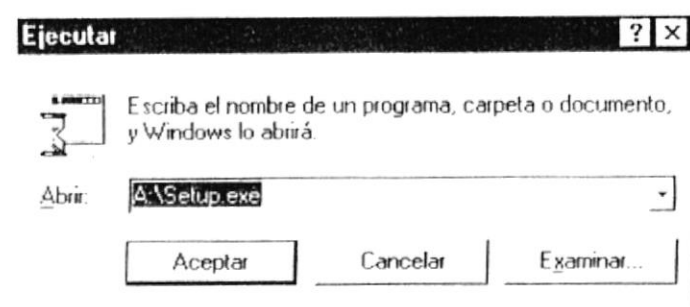 Ejecutar
Escriba el nombre de un programa, carpeta o documento,
y Windows lo abrirá.
Abrir: A:\Setup.exe
Aceptar Cancelar Examinar...